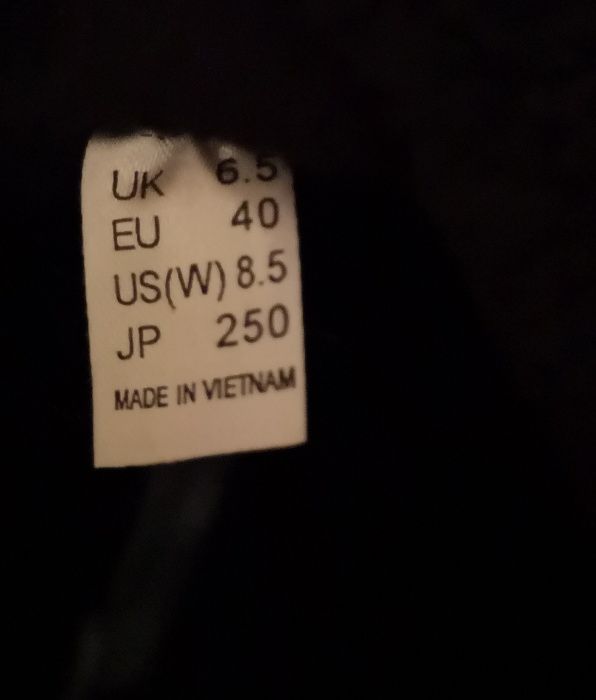 UK 6.5
EU 40
US(W) 8.5
JP 250
MADE IN VIETNAM